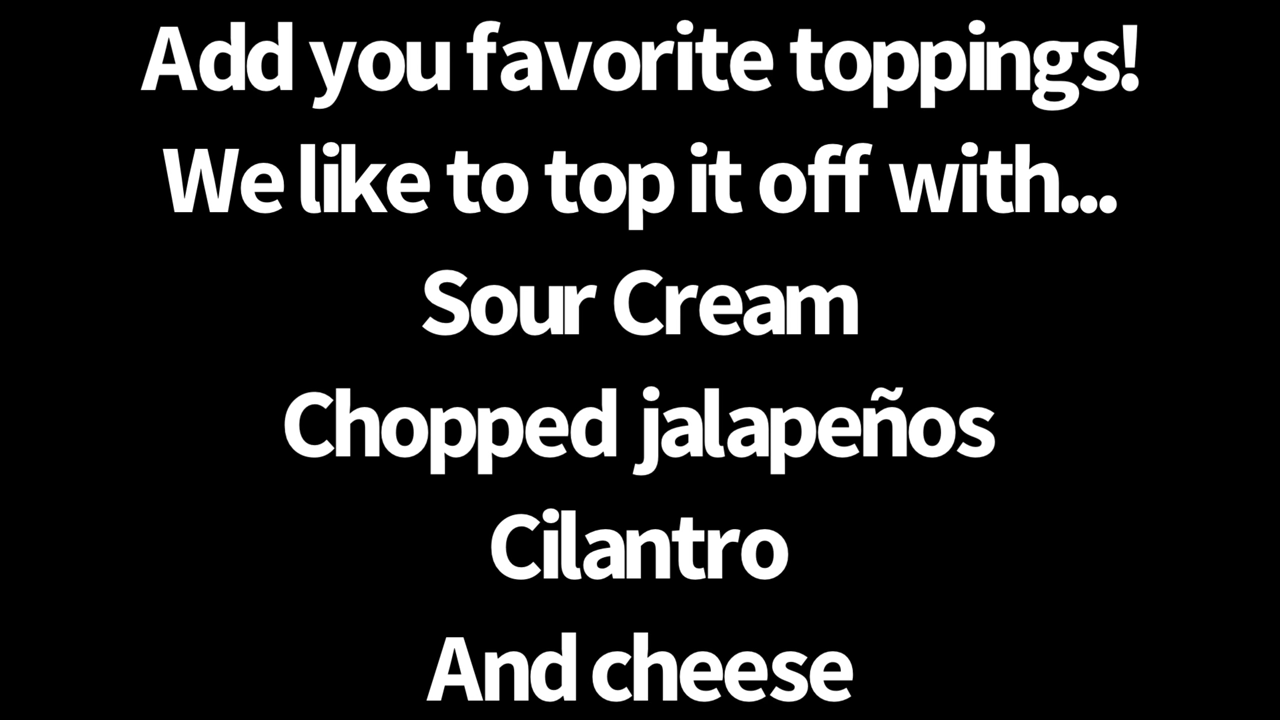 Add you favorite toppings!
We like to top it off with...
Sour Cream
Chopped jalapeños
Cilantro
And cheese